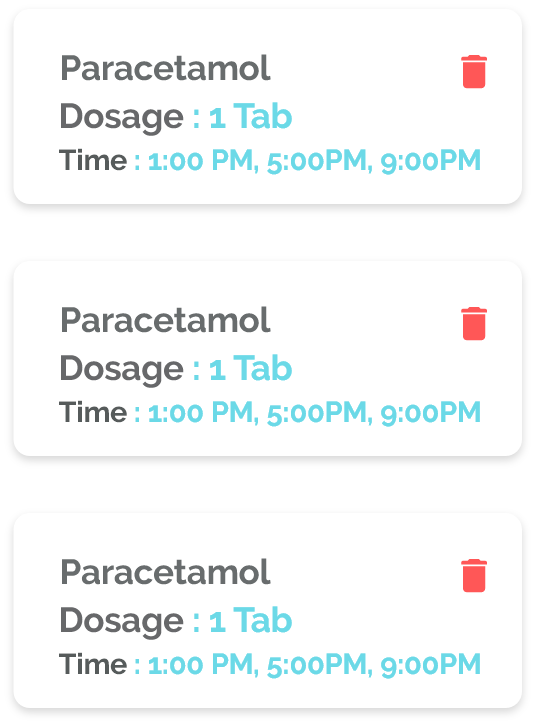 Paracetamol
Dosage : 1 Tab
Time : 1:00 PM, 5:00PM, 9:00PM
Paracetamol
Dosage : 1 Tab
Time : 1:00 PM, 5:00PM, 9:00PM
Paracetamol
Dosage : 1 Tab
Time : 1:00 PM, 5:00PM, 9:00PM